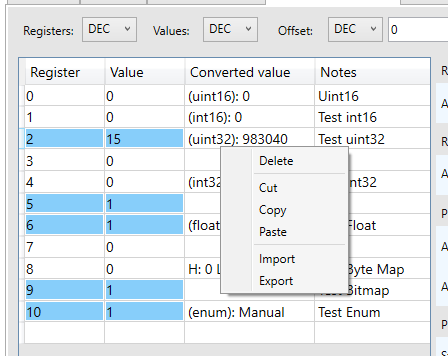 Registers: DEC Values: DEC Offset: DEC 0
Register Value Converted value Notes
0 0 (uint16): 0 Uint16
1 0 (int16): 0 Test int16
2 15 (uint32): 983040 Test uint32
3 0
4 0 (int32 int32
5 1
6 1 (float Float
7 0
8 0 H: 0 L Byte Map
9 1 Test Bitmap
10 1 (enum): Manual Test Enum
Delete
Cut
Copy
Paste
Import
Export
R
A
R
A
P
A
A
P